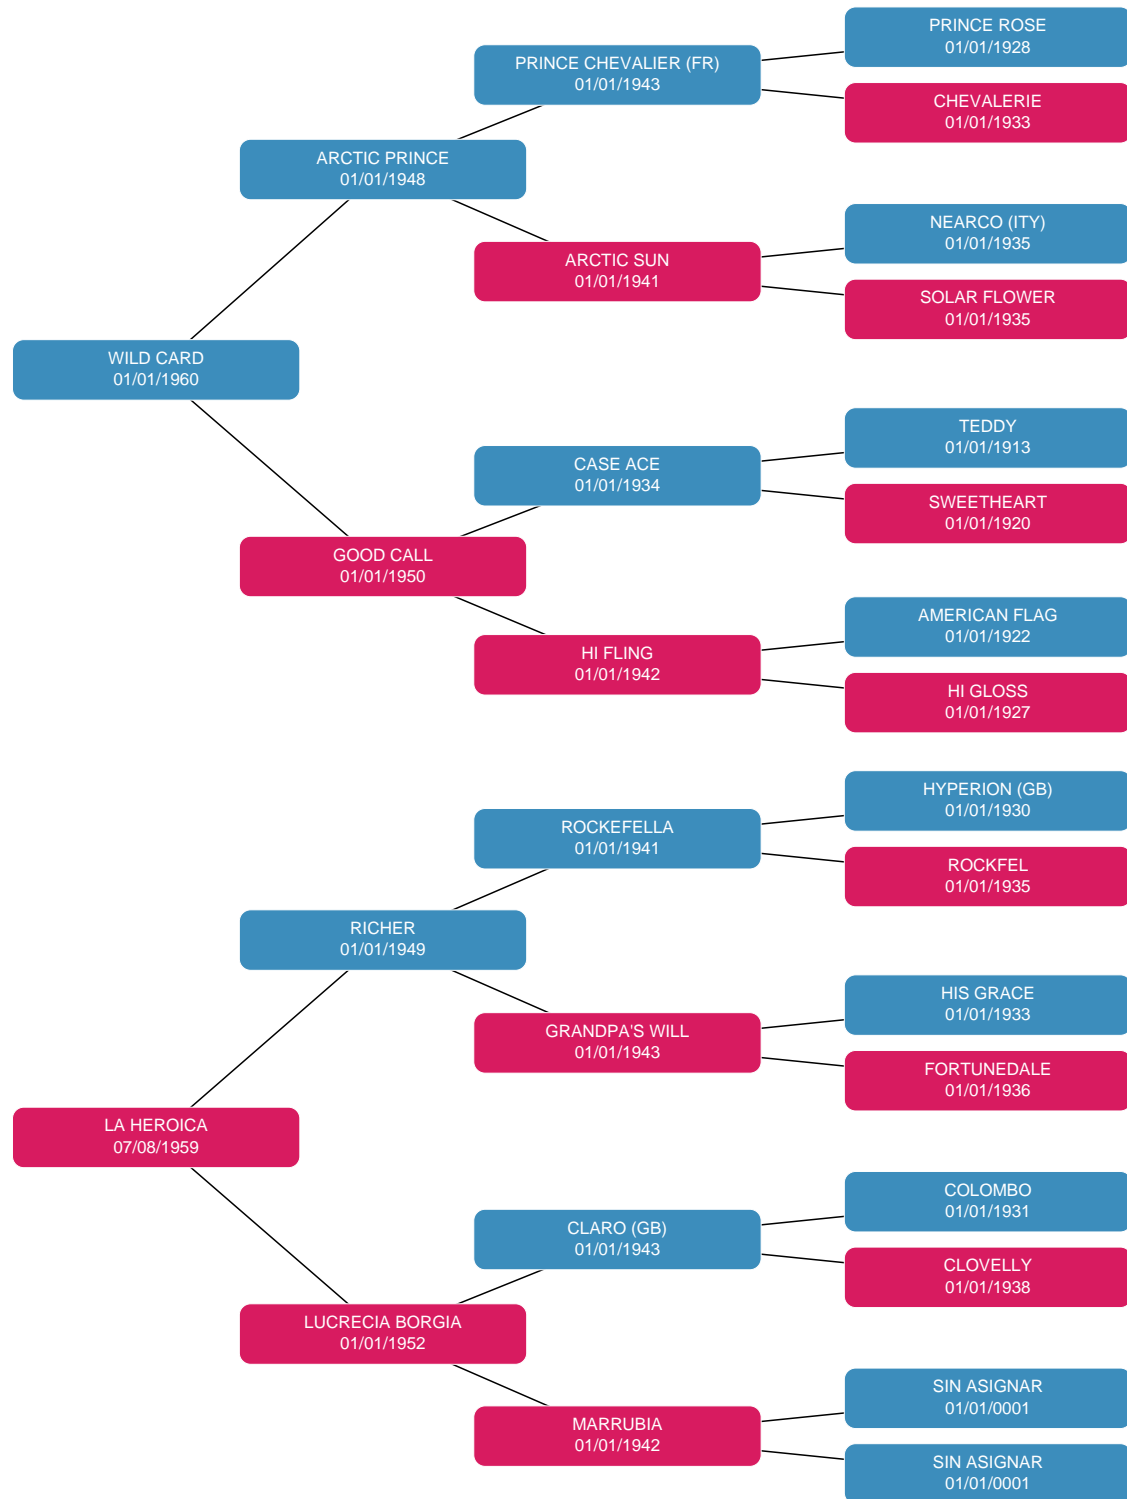 PRINCE ROSE
01/01/1928
PRINCE CHEVALIER (FR)
01/01/1943
CHEVALERIE
01/01/1933
ARCTIC PRINCE
01/01/1948
NEARCO (ITY)
01/01/1935
ARCTIC SUN
01/01/1941
SOLAR FLOWER
01/01/1935
WILD CARD
01/01/1960
TEDDY
01/01/1913
CASE ACE
01/01/1934
SWEETHEART
01/01/1920
GOOD CALL
01/01/1950
AMERICAN FLAG
01/01/1922
HI FLING
01/01/1942
HI GLOSS
01/01/1927
HYPERION (GB)
01/01/1930
ROCKEFELLA
01/01/1941
ROCKFEL
01/01/1935
RICHER
01/01/1949
HIS GRACE
01/01/1933
GRANDPA'S WILL
01/01/1943
FORTUNEDALE
01/01/1936
LA HEROICA
07/08/1959
COLOMBO
01/01/1931
CLARO (GB)
01/01/1943
CLOVELLY
01/01/1938
LUCRECIA BORGIA
01/01/1952
SIN ASIGNAR
01/01/0001
MARRUBIA
01/01/1942
SIN ASIGNAR
01/01/0001